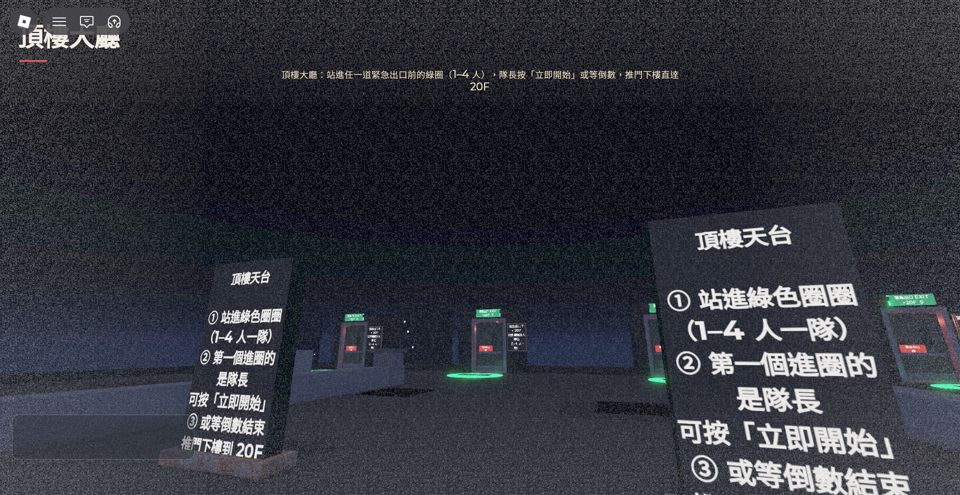 頂樓大廳
頂樓大廳：站進任一道緊急出口前的綠圈（1–4 人），隊長按「立即開始」或等倒數，推門下樓直達
20F
頂樓天台
① 站進綠色圈圈
（1–4 人一隊）
② 第一個進圈的
是隊長
可按「立即開始」
③ 或等倒數結束
推門下樓到 20F
頂樓天台
① 站進綠色圈圈
（1–4 人一隊）
② 第一個進圈的
是隊長
可按「立即開始」
③ 或等倒數結束